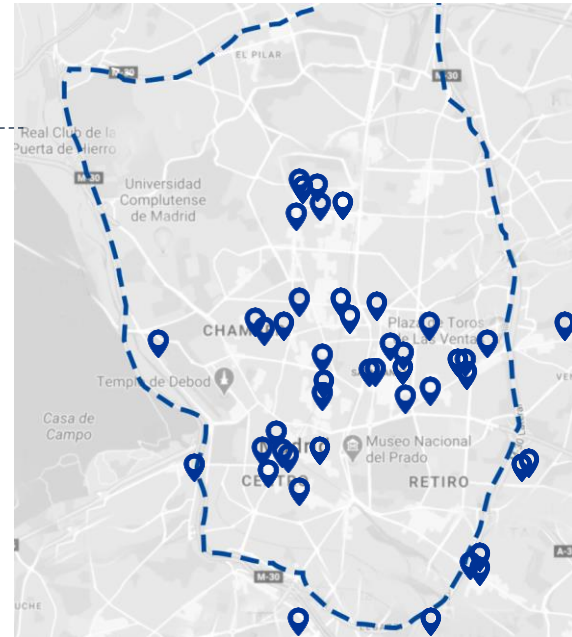 EL PILAR
M-30
Real Club de la
Puerta de Hierro
M-30
Universidad
Complutense
de Madrid
Plaza de Toros
de Las Ventas
CHAM
Templo de Debod
Casa de
Campo
Madrid
Museo Nacional
del Prado
CENTRO
RETIRO
M-30
A-3
UCHE